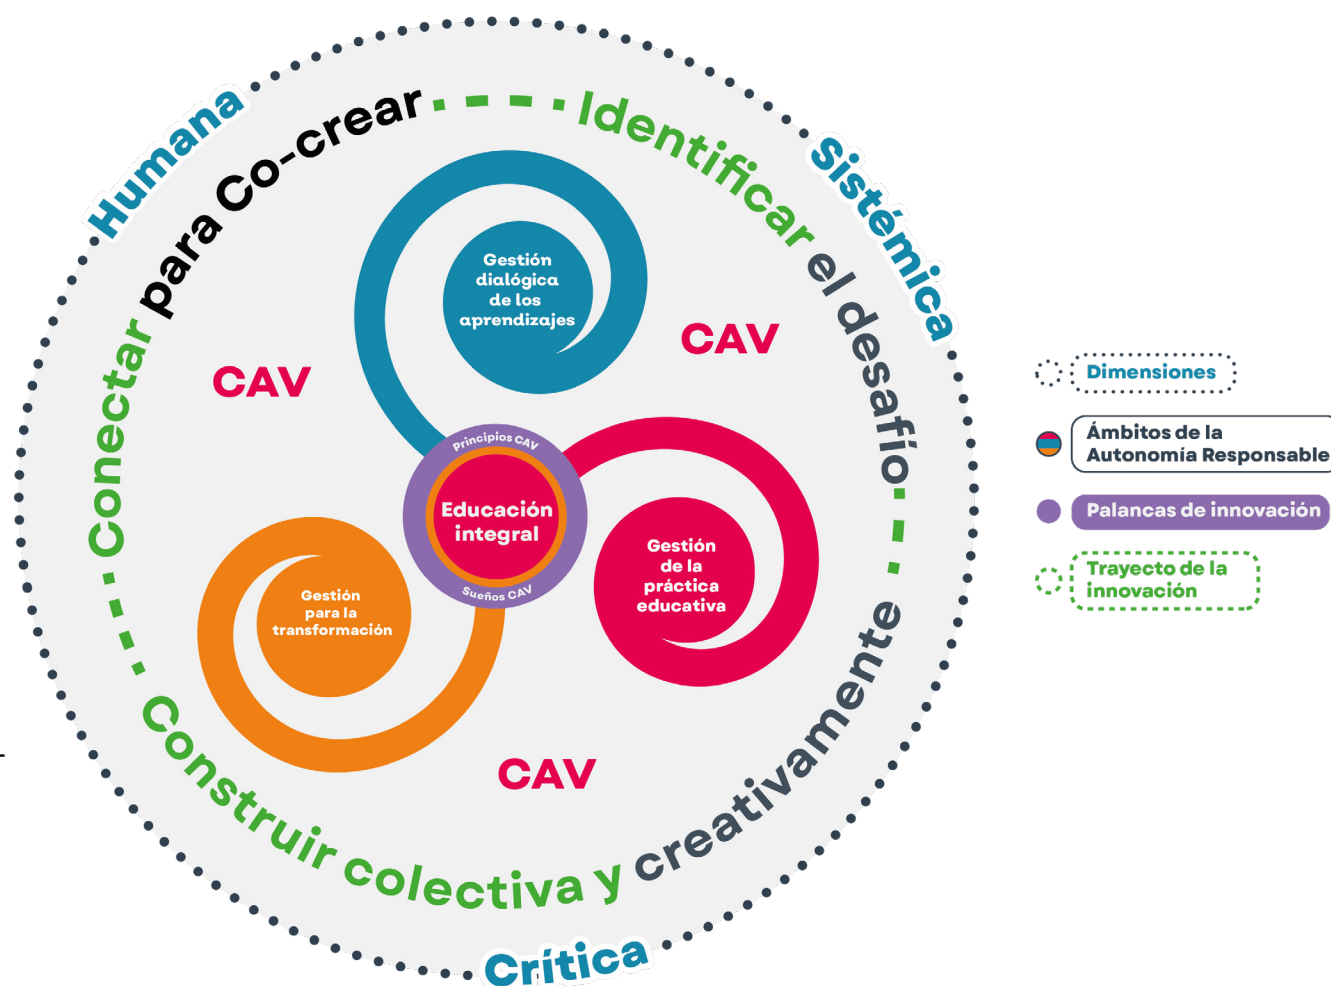 Humana
Sistémica
Crítica
Conectar para Co-crear
Identificar el desafío
Construir colectiva y creativamente
Gestión
dialógica
de los
aprendizajes
CAV
CAV
Principios CAV
Educación
integral
Sueños CAV
Gestión
de la
práctica
educativa
Gestión
para la
transformación
CAV
Dimensiones
Ámbitos de la
Autonomía Responsable
Palancas de innovación
Trayecto de la
innovación